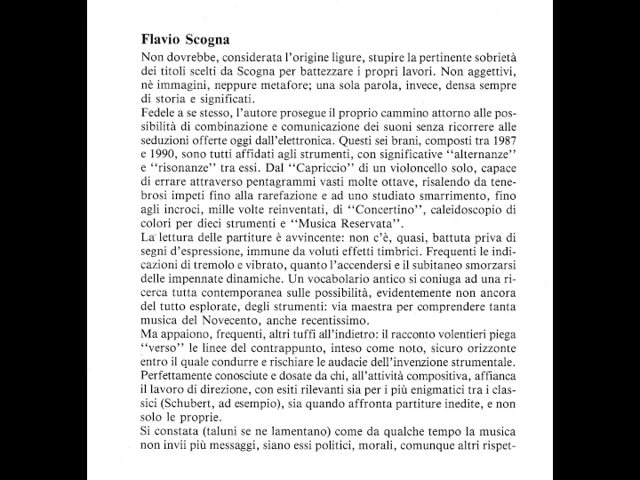 Flavio Scogna
Non dovrebbe, considerata l'origine ligure, stupire la pertinente sobrietà
dei titoli scelti da Scogna per battezzare i propri lavori. Non aggettivi,
nè immagini, neppure metafore; una sola parola, invece, densa sempre
di storia e significati.
Fedele a se stesso, l'autore prosegue il proprio cammino attorno alle pos-
sibilità di combinazione e comunicazione dei suoni senza ricorrere alle
seduzioni offerte oggi dall'elettronica. Questi sei brani, composti tra 1987
e 1990, sono tutti affidati agli strumenti, con significative "alternanze"
e "risonanze" tra essi. Dal "Capriccio" di un violoncello solo, capace
di errare attraverso pentagrammi vasti molte ottave, risalendo da tene-
brosi impeti fino alla rarefazione e ad uno studiato smarrimento, fino
agli incroci, mille volte reinventati, di "Concertino", caleidoscopio di
colori per dieci strumenti e "Musica Reservata".
La lettura delle partiture è avvincente: non c'è, quasi, battuta priva di
segni d'espressione, immune da voluti effetti timbrici. Frequenti le indi-
cazioni di tremolo e vibrato, quanto l'accendersi e il subitaneo smorzarsi
delle impennate dinamiche. Un vocabolario antico si coniuga ad una ri-
cerca tutta contemporanea sulle possibilità, evidentemente non ancora
del tutto esplorate, degli strumenti: via maestra per comprendere tanta
musica del Novecento, anche recentissimo.
Ma appaiono, frequenti, altri tuffi all'indietro: il racconto volentieri piega
"verso" le linee del contrappunto, inteso come noto, sicuro orizzonte
entro il quale condurre e rischiare le audacie dell'invenzione strumentale.
Perfettamente conosciute e dosate da chi, all'attività compositiva, affianca
il lavoro di direzione, con esiti rilevanti sia per i più enigmatici tra i clas-
sici (Schubert, ad esempio), sia quando affronta partiture inedite, e non
solo le proprie.
Si constata (taluni se ne lamentano) come da qualche tempo la musica
non invii più messaggi, siano essi politici, morali, comunque altri rispet-